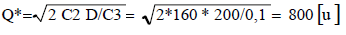 Q*=√2 C2 D/C3 = √2*160 * 200/0,1 = 800 [u]